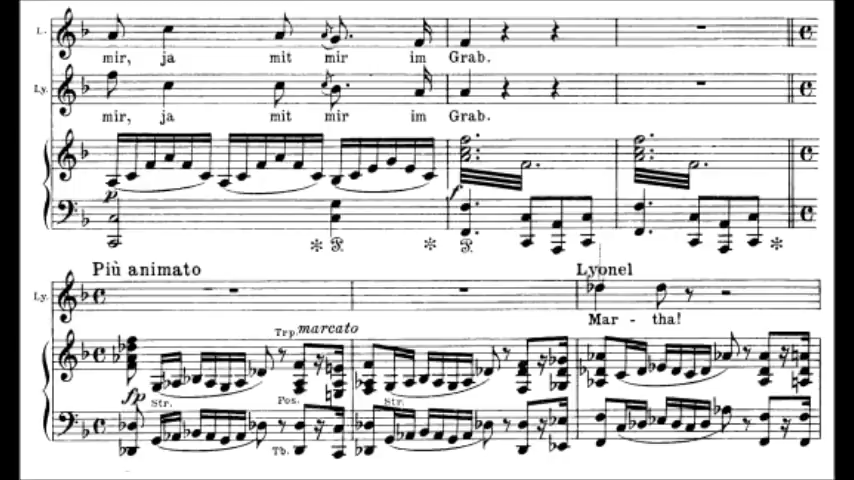 L.
mir, ja mit mir im Grab.
Ly.
mir, ja mit mir im Grab.
p
f
Più animato
Lyonel
Ly.
Mar - tha!
Trp. marcato
fp
Str.
Pos.
Str.
Tb.